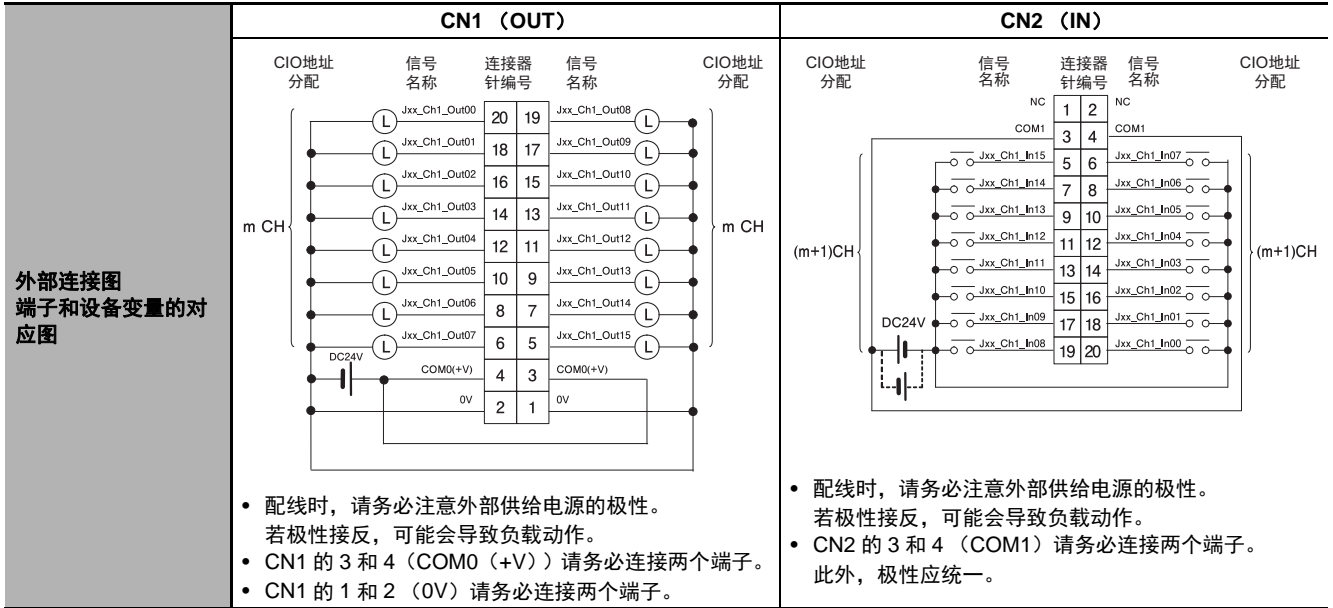 外部连接图
端子和设备变量的对
应图
CN1 （OUT）
CIO地址
分配
信号
名称
连接器
针编号
信号
名称
CIO地址
分配
Jxx_Ch1_Out00 20 19 Jxx_Ch1_Out08
L L
Jxx_Ch1_Out01 18 17 Jxx_Ch1_Out09
L L
Jxx_Ch1_Out02 16 15 Jxx_Ch1_Out10
L L
Jxx_Ch1_Out03 14 13 Jxx_Ch1_Out11
L L
m CH m CH
Jxx_Ch1_Out04 12 11 Jxx_Ch1_Out12
L L
Jxx_Ch1_Out05 10 9 Jxx_Ch1_Out13
L L
Jxx_Ch1_Out06 8 7 Jxx_Ch1_Out14
L L
Jxx_Ch1_Out07 6 5 Jxx_Ch1_Out15
L L
DC24V
COM0(+V) 4 3 COM0(+V)
0V 2 1 0V
• 配线时，请务必注意外部供给电源的极性。
若极性接反，可能会导致负载动作。
• CN1 的 3 和 4（COM0（+V））请务必连接两个端子。
• CN1 的 1 和 2 （0V）请务必连接两个端子。
CN2 （IN）
CIO地址
分配
信号
名称
连接器
针编号
信号
名称
CIO地址
分配
NC 1 2 NC
COM1 3 4 COM1
Jxx_Ch1_In15 5 6 Jxx_Ch1_In07
Jxx_Ch1_In14 7 8 Jxx_Ch1_In06
Jxx_Ch1_In13 9 10 Jxx_Ch1_In05
Jxx_Ch1_In12 11 12 Jxx_Ch1_In04
(m+1)CH (m+1)CH
Jxx_Ch1_In11 13 14 Jxx_Ch1_In03
Jxx_Ch1_In10 15 16 Jxx_Ch1_In02
DC24V
Jxx_Ch1_In09 17 18 Jxx_Ch1_In01
Jxx_Ch1_In08 19 20 Jxx_Ch1_In00
• 配线时，请务必注意外部供给电源的极性。
若极性接反，可能会导致负载动作。
• CN2 的 3 和 4 （COM1）请务必连接两个端子。
此外，极性应统一。